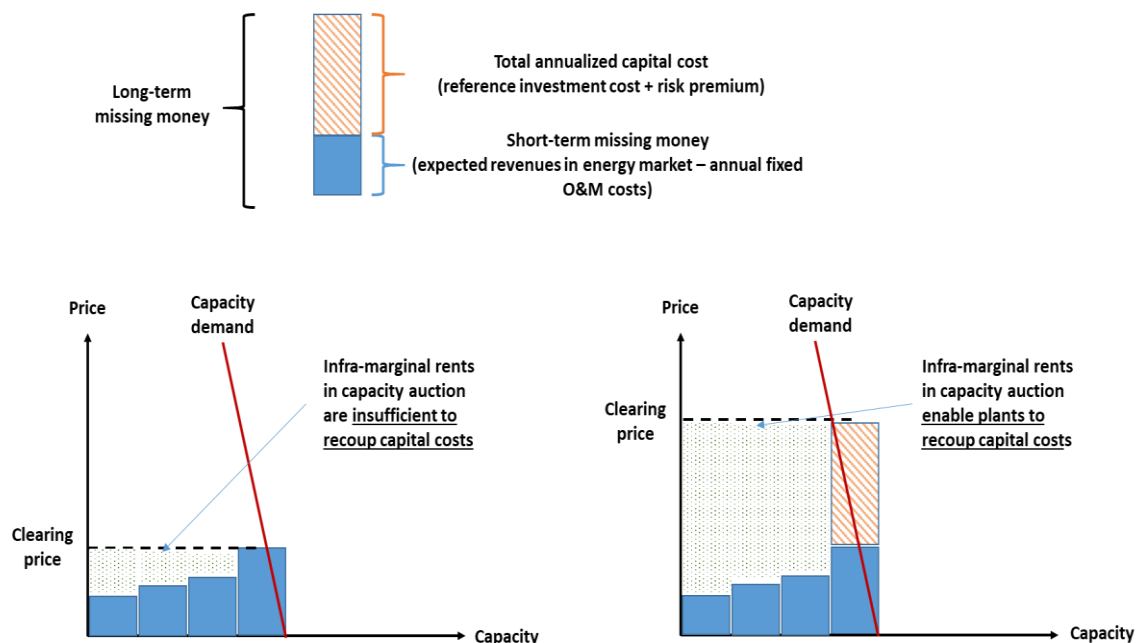 Long-term
missing money
Total annualized capital cost
(reference investment cost + risk premium)
Short-term missing money
(expected revenues in energy market – annual fixed
O&M costs)
Price
Capacity
demand
Infra-marginal rents
in capacity auction
are insufficient to
recoup capital costs
Clearing
price
Capacity
Price
Capacity
demand
Clearing
price
Infra-marginal rents
in capacity auction
enable plants to
recoup capital costs
Capacity